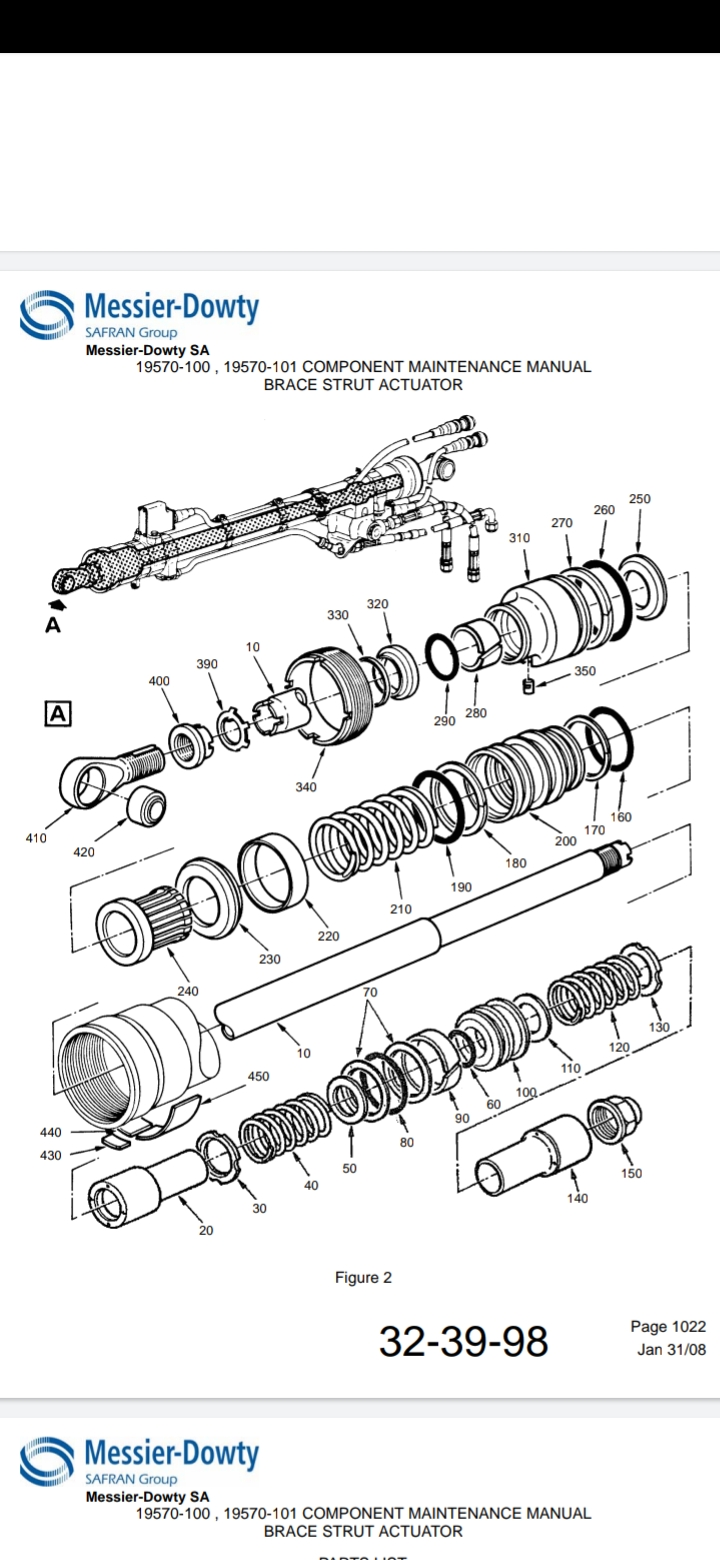 Messier-Dowty
SAFRAN Group
Messier-Dowty SA
19570-100 , 19570-101 COMPONENT MAINTENANCE MANUAL
BRACE STRUT ACTUATOR
250
260
270
310
A
320
330
10
390
400
350
A
290
280
340
410
420
160
170
200
180
190
210
220
230
240
70
10
130
120
110
450
100
60
90
440
80
430
50
150
40
140
30
20
Figure 2
32-39-98
Page 1022
Jan 31/08
Messier-Dowty
SAFRAN Group
Messier-Dowty SA
19570-100 , 19570-101 COMPONENT MAINTENANCE MANUAL
BRACE STRUT ACTUATOR
PARTS LIST